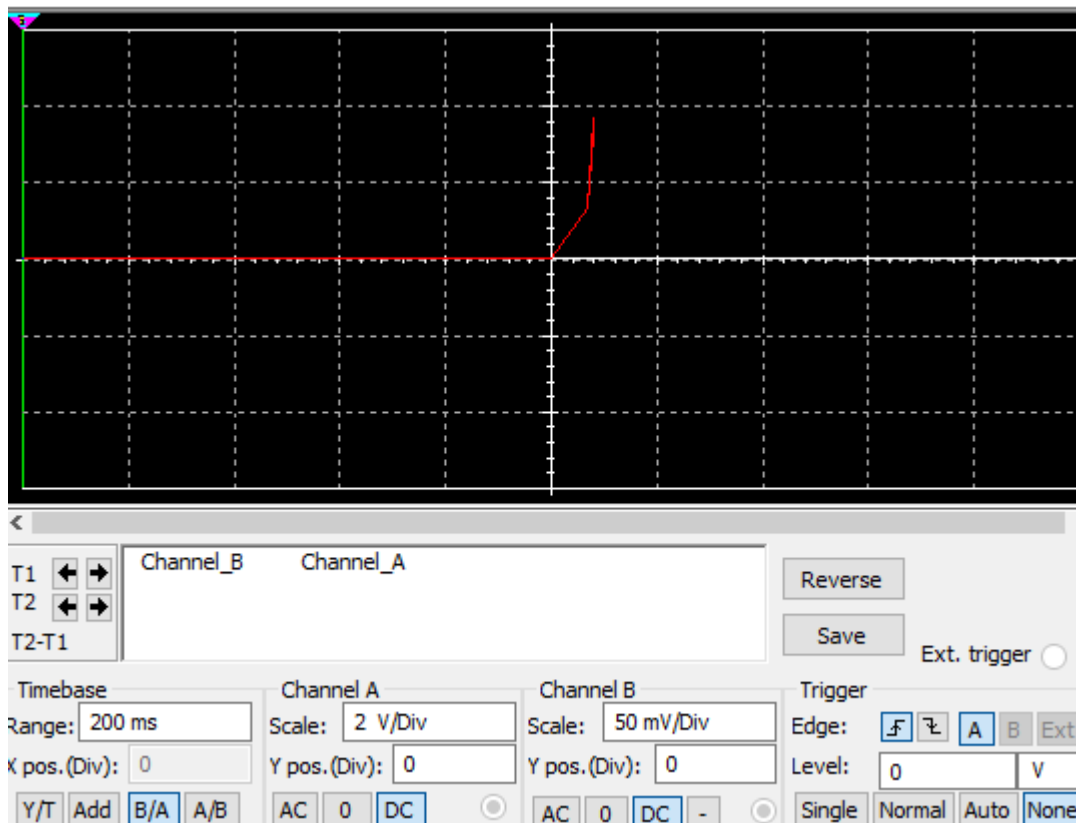 Channel_B Channel_A
T1
T2
T2-T1
Reverse
Save
Ext. trigger
Timebase Channel A Channel B Trigger
Range: 200 ms Scale: 2 V/Div Scale: 50 mV/Div Edge: A B Ext
X pos.(Div): 0 Y pos.(Div): 0 Y pos.(Div): 0 Level: 0 V
Y/T Add B/A A/B AC 0 DC AC 0 DC - Single Normal Auto None